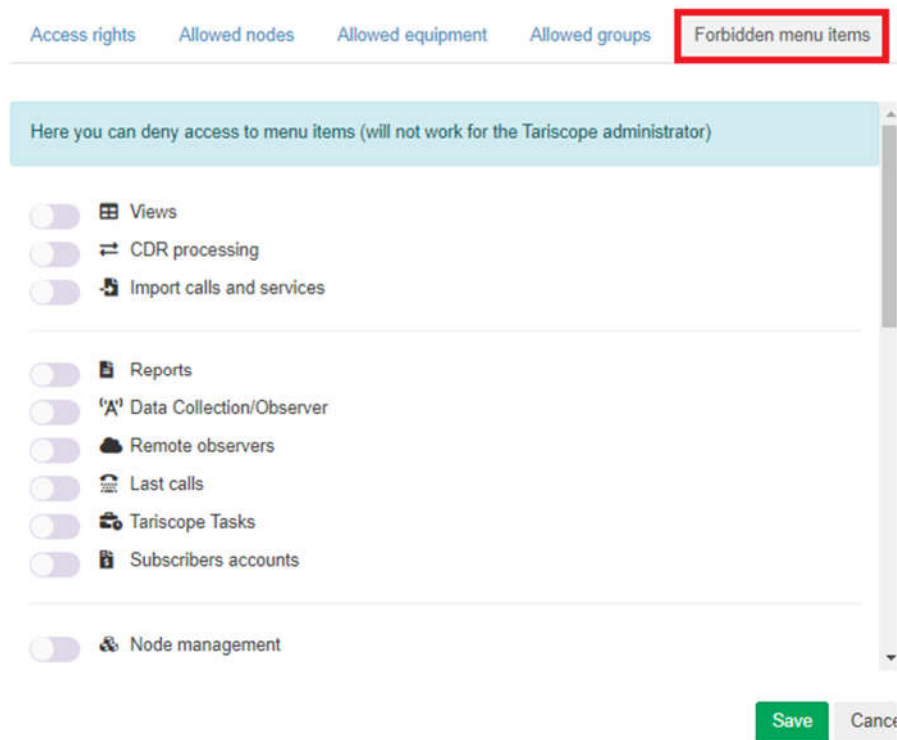 Access rights Allowed nodes Allowed equipment Allowed groups Forbidden menu items
Here you can deny access to menu items (will not work for the Tariscope administrator)
Views
CDR processing
Import calls and services
Reports
Data Collection/Observer
Remote observers
Last calls
Tariscope Tasks
Subscribers accounts
Node management
Save Cance